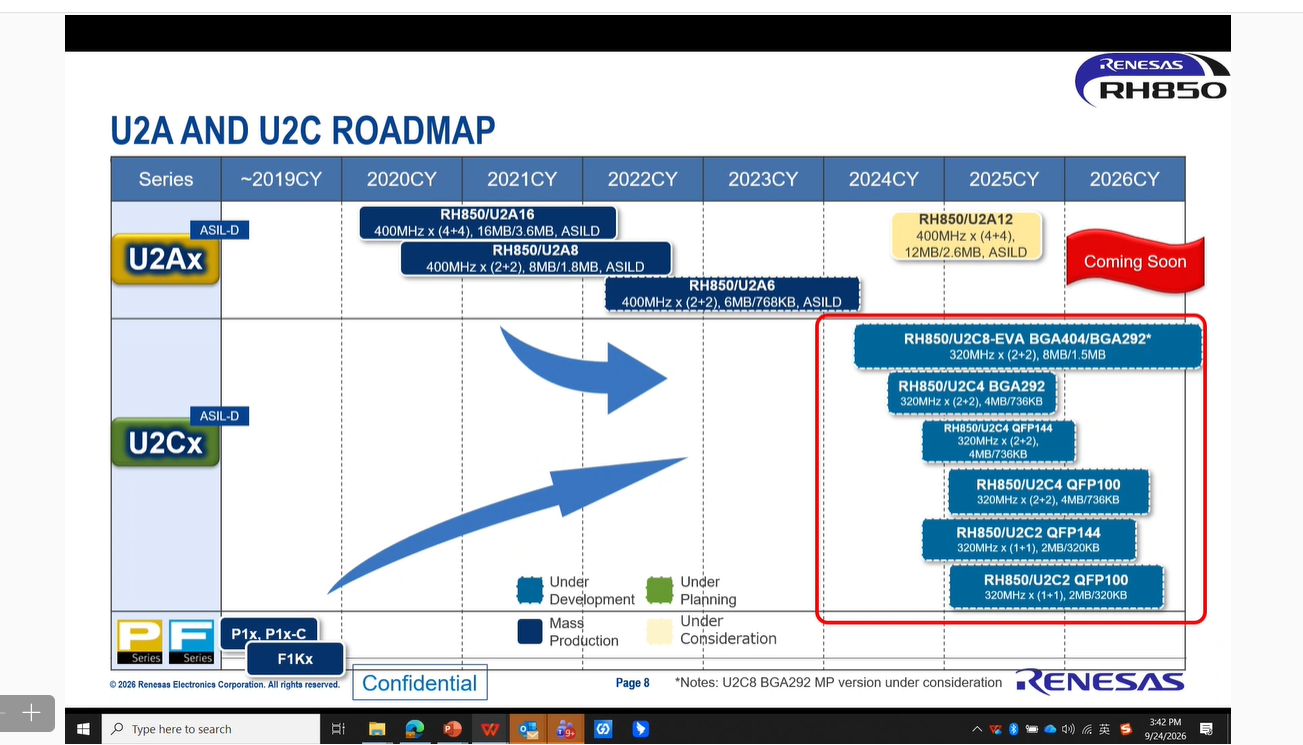 RENESAS
RH850
U2A AND U2C ROADMAP
Series ~2019CY 2020CY 2021CY 2022CY 2023CY 2024CY 2025CY 2026CY
ASIL-D
U2Ax
RH850/U2A16
400MHz x (4+4), 16MB/3.6MB, ASILD
RH850/U2A8
400MHz x (2+2), 8MB/1.8MB, ASILD
RH850/U2A6
400MHz x (2+2), 6MB/768KB, ASILD
RH850/U2A12
400MHz x (4+4),
12MB/2.6MB, ASILD
Coming Soon
ASIL-D
U2Cx
RH850/U2C8-EVA BGA404/BGA292*
320MHz x (2+2), 8MB/1.5MB
RH850/U2C4 BGA292
320MHz x (2+2), 4MB/736KB
RH850/U2C4 QFP144
320MHz x (2+2),
4MB/736KB
RH850/U2C4 QFP100
320MHz x (2+2), 4MB/736KB
RH850/U2C2 QFP144
320MHz x (1+1), 2MB/320KB
RH850/U2C2 QFP100
320MHz x (1+1), 2MB/320KB
Under
Development
Under
Planning
Mass
Production
Under
Consideration
P
Series
F
Series
P1x, P1x-C
F1Kx
© 2026 Renesas Electronics Corporation. All rights reserved.
Confidential
Page 8
*Notes: U2C8 BGA292 MP version under consideration
RENESAS
Type here to search
9+
英
3:42 PM
9/24/2026